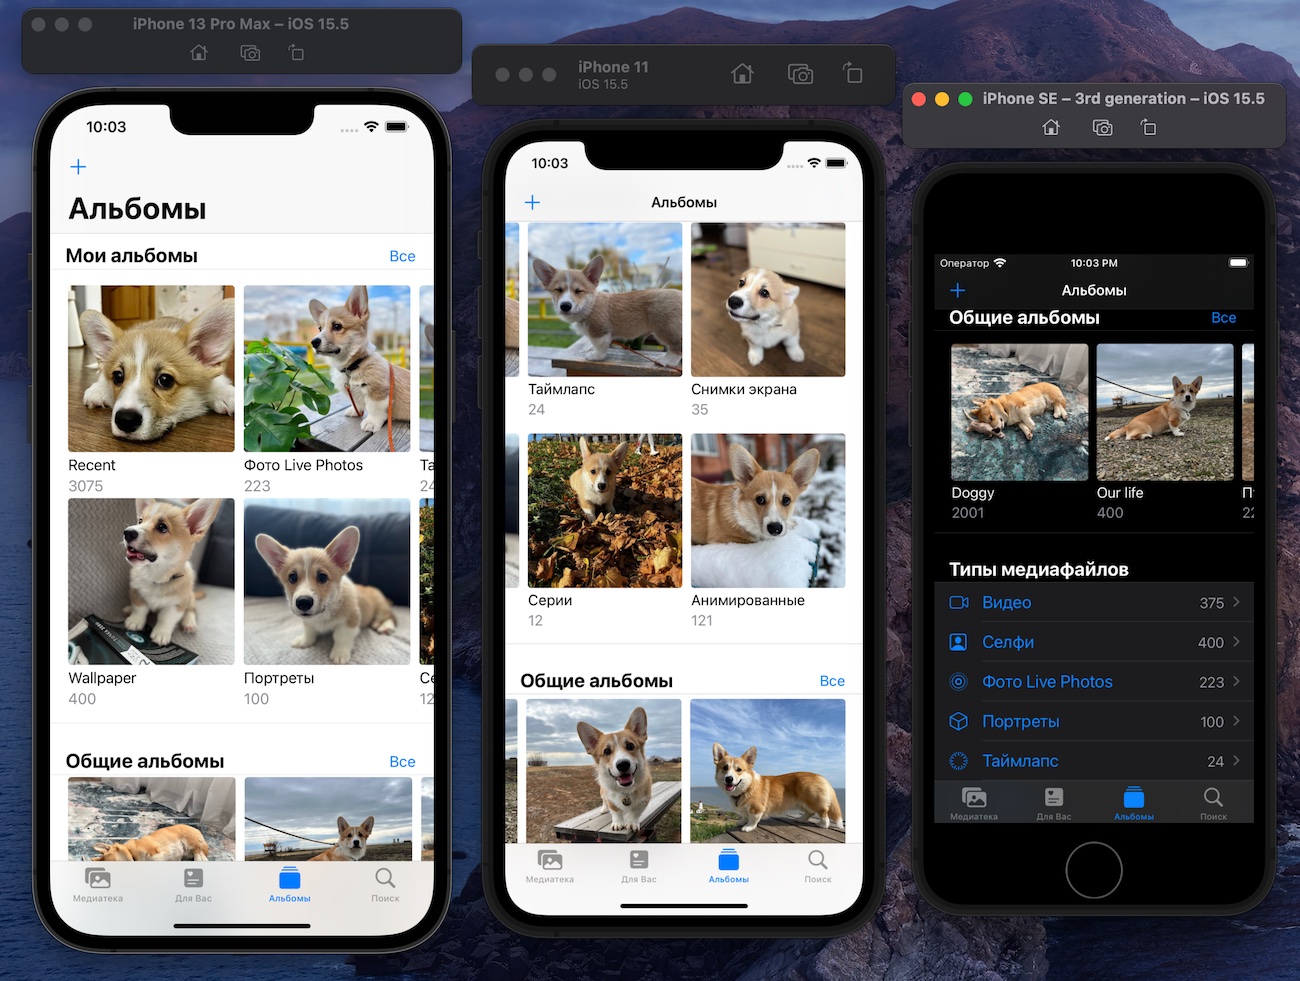 iPhone 13 Pro Max – iOS 15.5
10:03
Альбомы
Мои альбомы Все
Recent
3075
Фото Live Photos
223
Та
24
Wallpaper
400
Портреты
100
Се
12
Общие альбомы Все
Медиатека Для Вас Альбомы Поиск
iPhone 11
iOS 15.5
10:03
Альбомы
Таймлапс
24
Снимки экрана
35
Серии
12
Анимированные
121
Общие альбомы Все
Медиатека Для Вас Альбомы Поиск
iPhone SE – 3rd generation – iOS 15.5
Оператор 10:03 PM
Альбомы
Общие альбомы Все
Doggy
2001
Our life
400
22
Типы медиафайлов
Видео 375
Селфи 400
Фото Live Photos 223
Портреты 100
Таймлапс 24
Медиатека Для Вас Альбомы Поиск